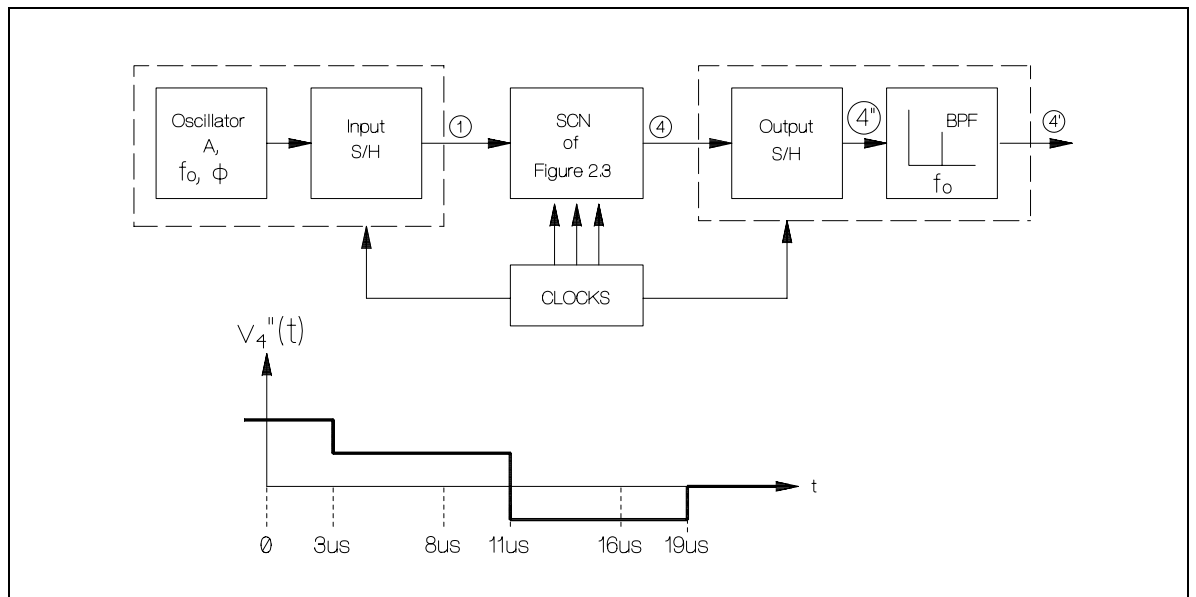 Oscillator
A,
f₀, ϕ
Input
S/H
①
SCN
of
Figure 2.3
④
Output
S/H
④"
BPF
f₀
④'
CLOCKS
V₄"(t)
t
0 3us 8us 11us 16us 19us